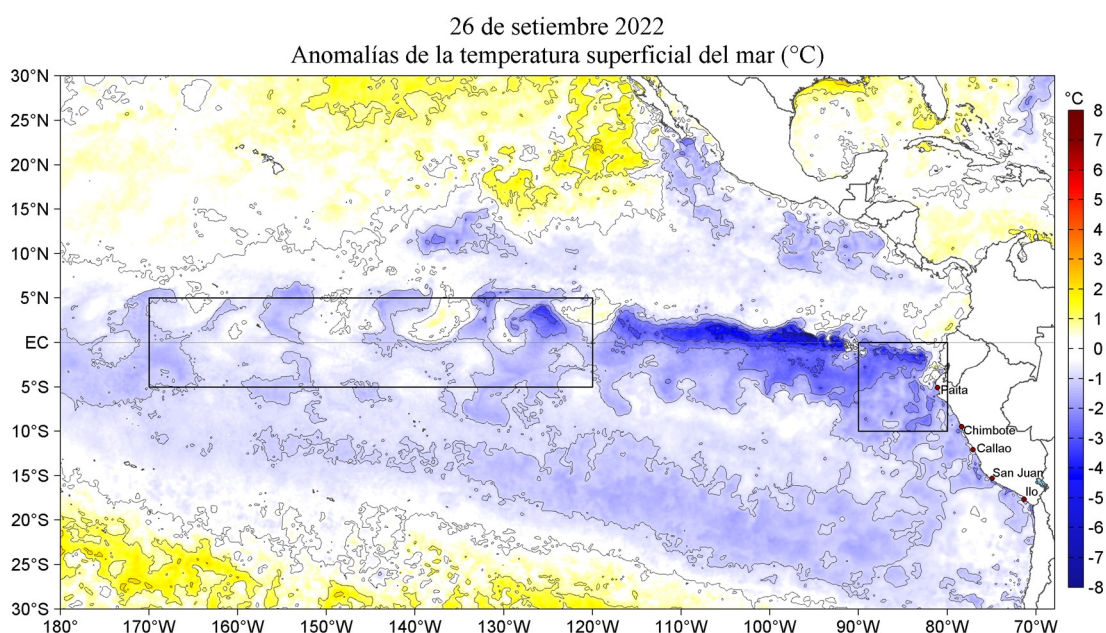 26 de setiembre 2022
Anomalías de la temperatura superficial del mar (°C)
30°N
25°N
20°N
15°N
10°N
5°N
EC
5°S
10°S
15°S
20°S
25°S
30°S
180°
170°W
160°W
150°W
140°W
130°W
120°W
110°W
100°W
90°W
80°W
70°W
Paita
Chimbote
Callao
San Juan
Ilo
°C
8
7
6
5
4
3
2
1
0
-1
-2
-3
-4
-5
-6
-7
-8